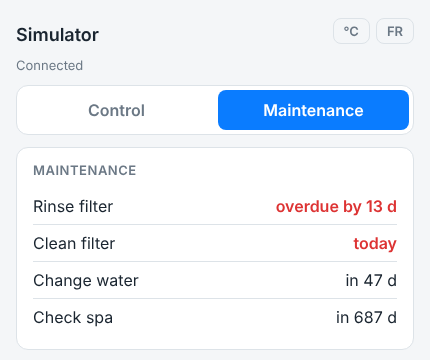 Simulator
°C
FR
Connected
Control
Maintenance
MAINTENANCE
Rinse filter overdue by 13 d
Clean filter today
Change water in 47 d
Check spa in 687 d